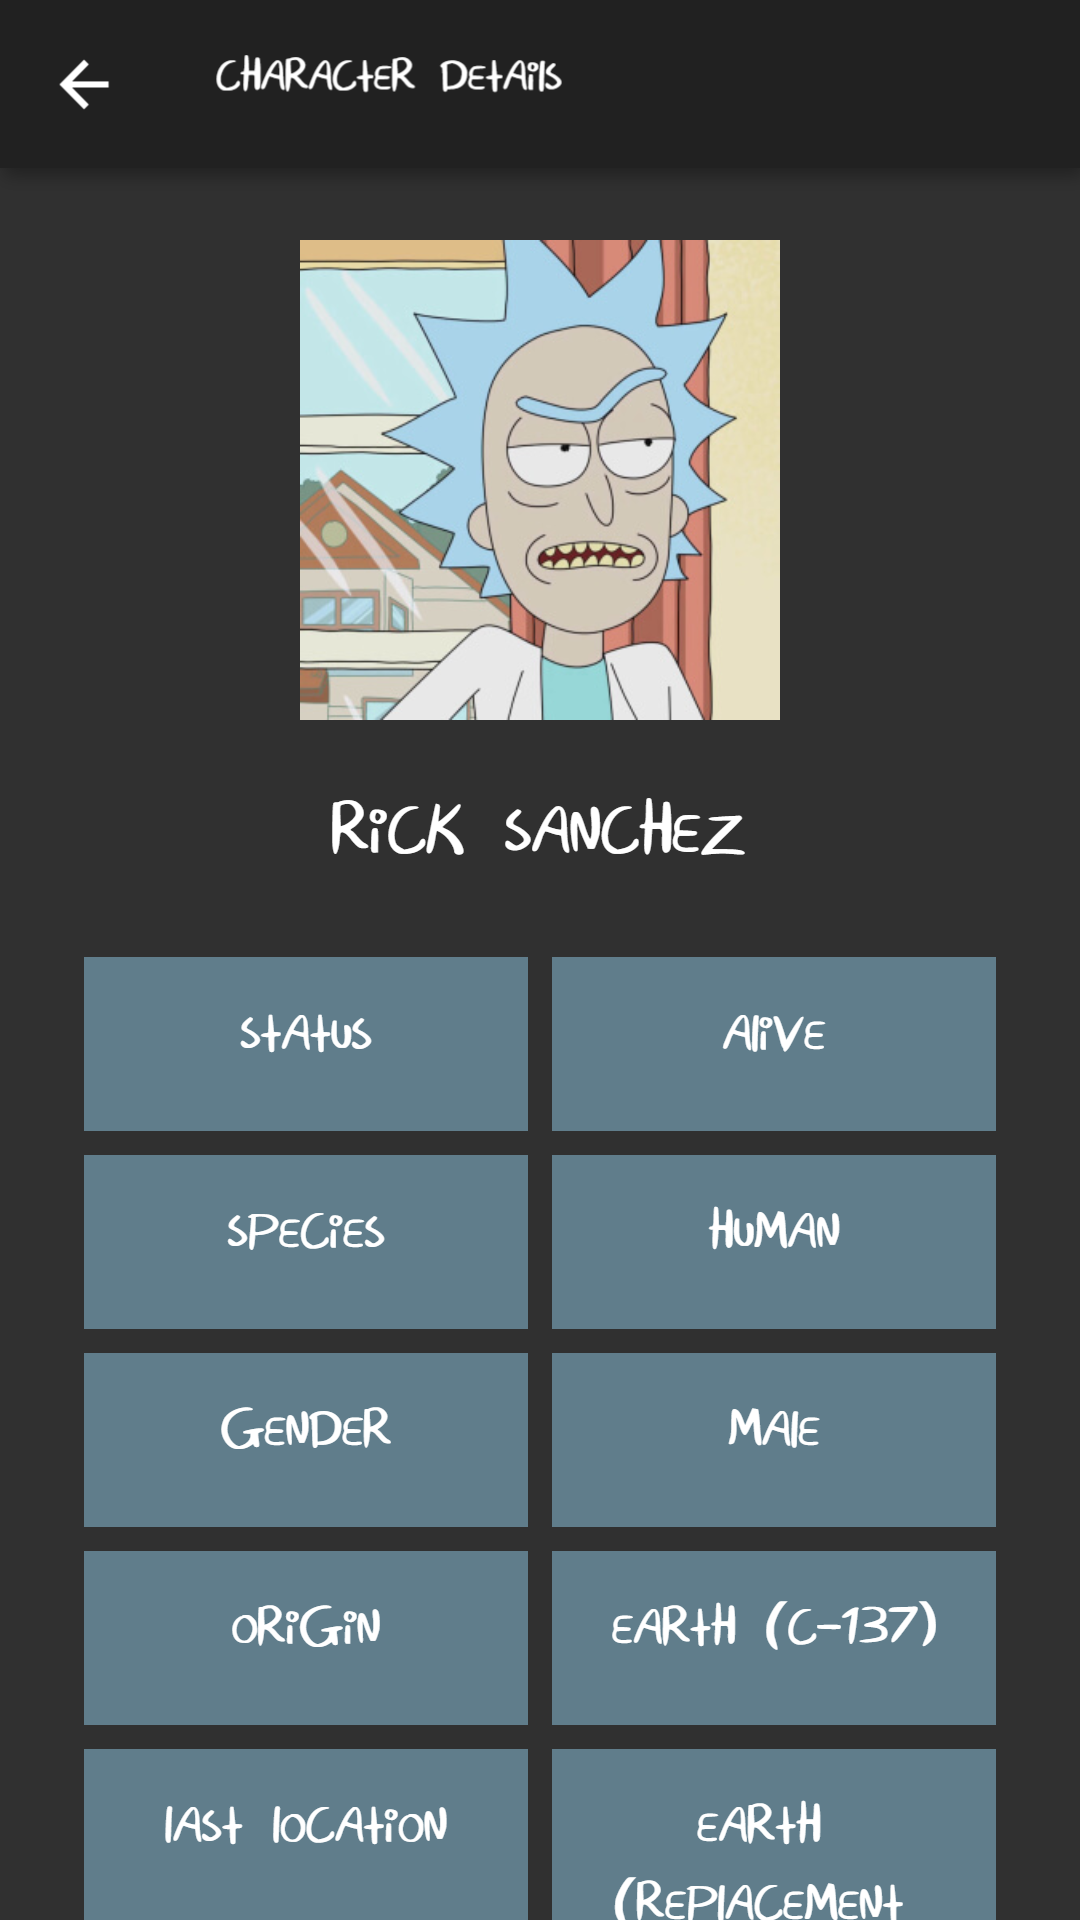 Character Details
Rick Sanchez
Status
Alive
Species
Human
Gender
Male
Origin
Earth (C-137)
Last location
Earth
(Replacement